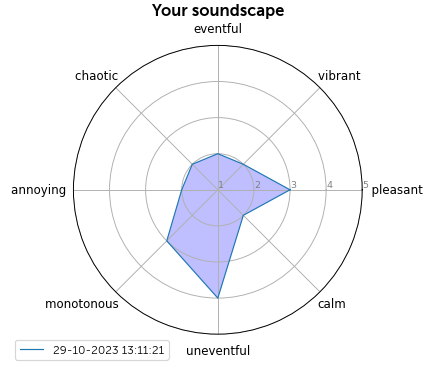 Your soundscape
eventful
chaotic
vibrant
annoying
1 2 3 4 5
pleasant
monotonous
calm
uneventful
29-10-2023 13:11:21